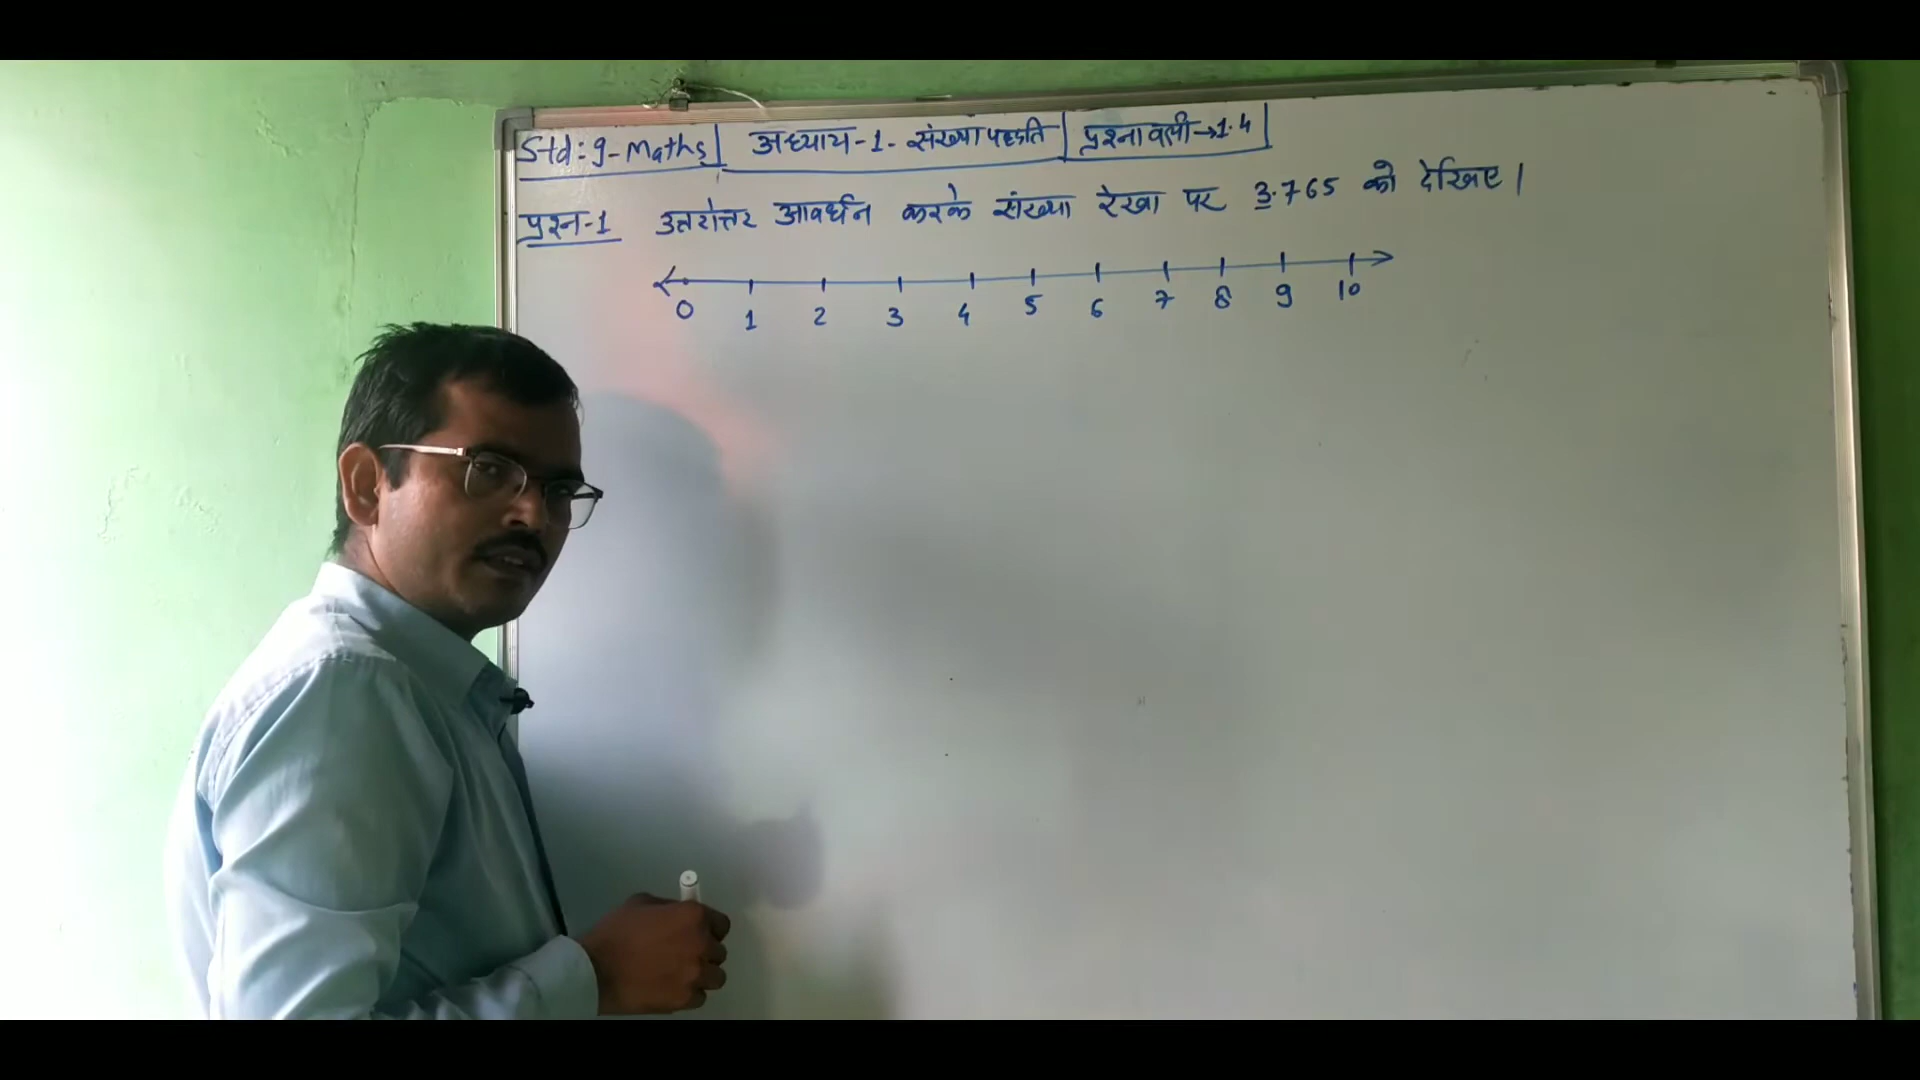 Std: 9- Maths | अध्याय-1- संख्या पद्धति | प्रश्नावली→1.4
प्रश्न-1 उत्तरोत्तर आवर्धन करके संख्या रेखा पर 3.765 को देखिए।
0 1 2 3 4 5 6 7 8 9 10